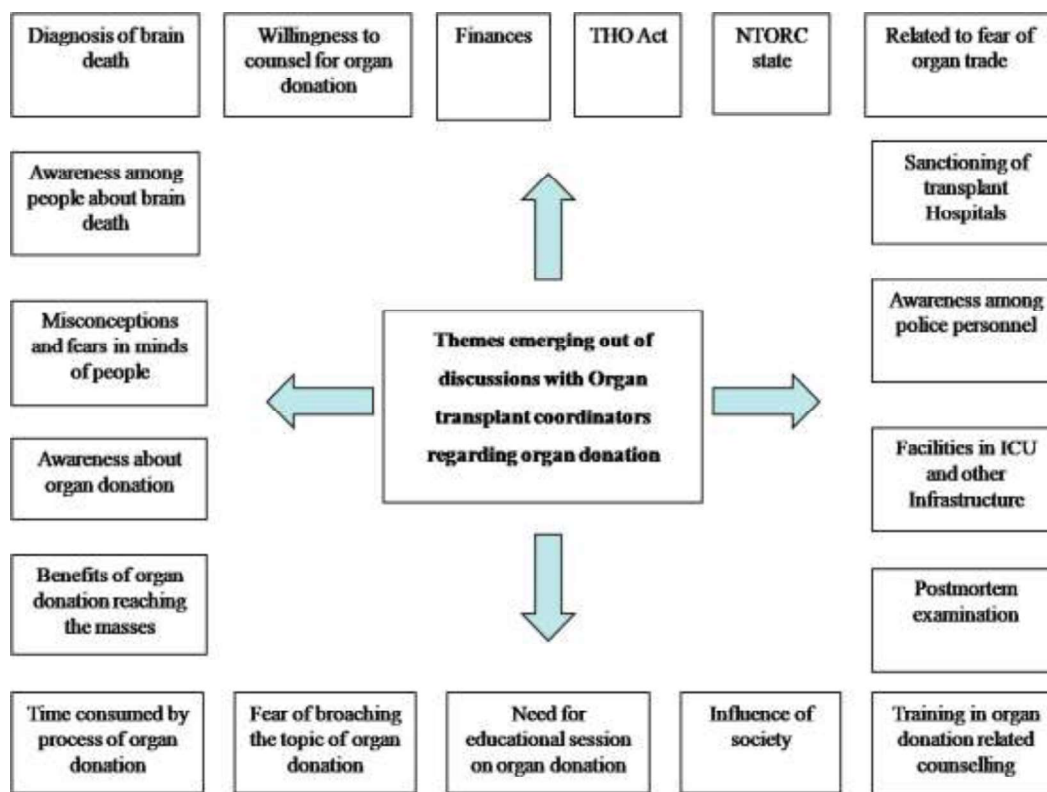 Diagnosis of brain
death
Willingness to
counsel for organ
donation
Finances
THO Act
NTORC
state
Related to fear of
organ trade
Awareness among
people about brain
death
Sanctioning of
transplant
Hospitals
Misconceptions
and fears in minds
of people
Themes emerging out of
discussions with Organ
transplant coordinators
regarding organ donation
Awareness among
police personnel
Awareness about
organ donation
Facilities in ICU
and other
Infrastructure
Benefits of organ
donation reaching
the masses
Postmortem
examination
Time consumed by
process of organ
donation
Fear of broaching
the topic of organ
donation
Need for
educational session
on organ donation
Influence of
society
Training in organ
donation related
counselling